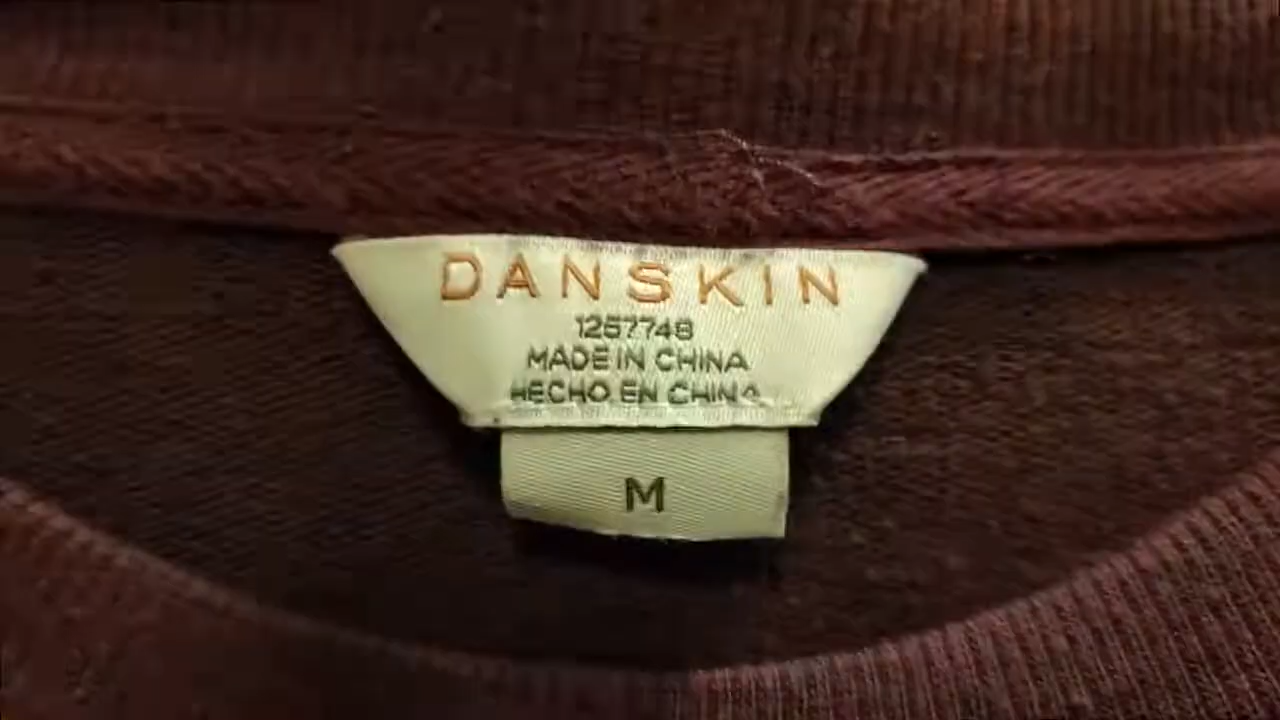 DANSKIN
1257748
MADE IN CHINA
HECHO EN CHINA
M